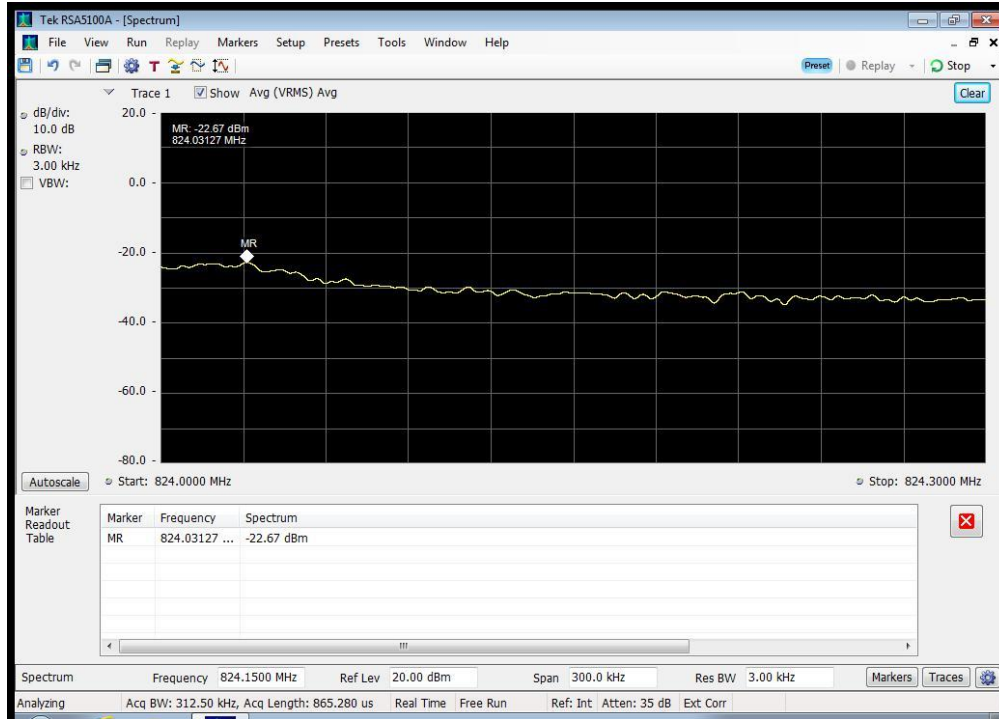 Tek RSA5100A - [Spectrum]
File View Run Replay Markers Setup Presets Tools Window Help
Preset Replay Stop
Trace 1 Show Avg (VRMS) Avg Clear
dB/div:
10.0 dB
RBW:
3.00 kHz
VBW:
20.0 -
MR: -22.67 dBm
824.03127 MHz
0.0 -
MR
-20.0 -
-40.0 -
-60.0 -
-80.0 -
Autoscale Start: 824.0000 MHz Stop: 824.3000 MHz
Marker
Readout
Table
Marker Frequency Spectrum
MR 824.03127 ... -22.67 dBm
Spectrum Frequency 824.1500 MHz Ref Lev 20.00 dBm Span 300.0 kHz Res BW 3.00 kHz Markers Traces
Analyzing Acq BW: 312.50 kHz, Acq Length: 865.280 us Real Time Free Run Ref: Int Atten: 35 dB Ext Corr